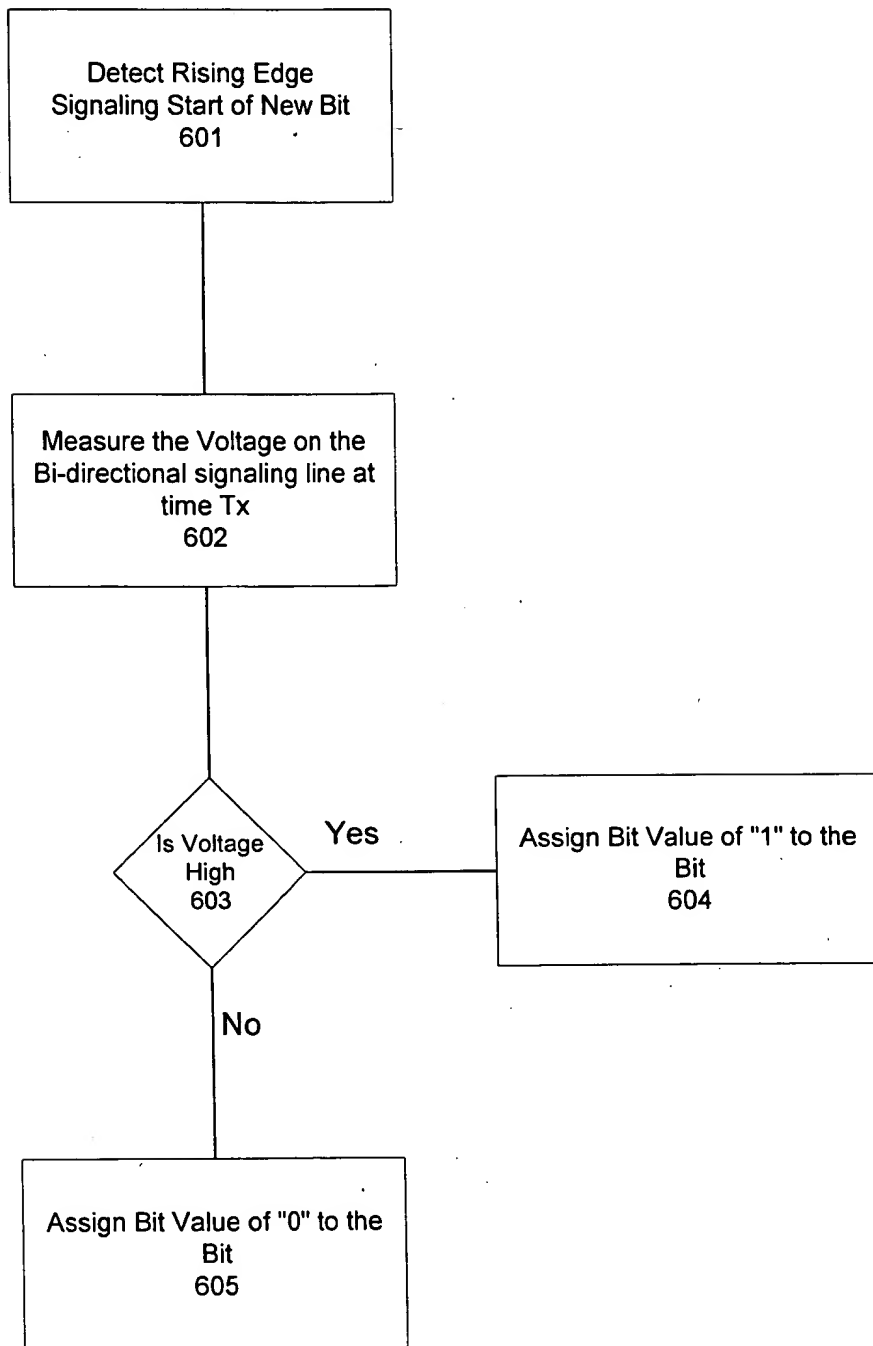 Detect Rising Edge
Signaling Start of New Bit
601
Measure the Voltage on the
Bi-directional signaling line at
time Tx
602
Is Voltage
High
603
Yes
Assign Bit Value of "1" to the
Bit
604
No
Assign Bit Value of "0" to the
Bit
605